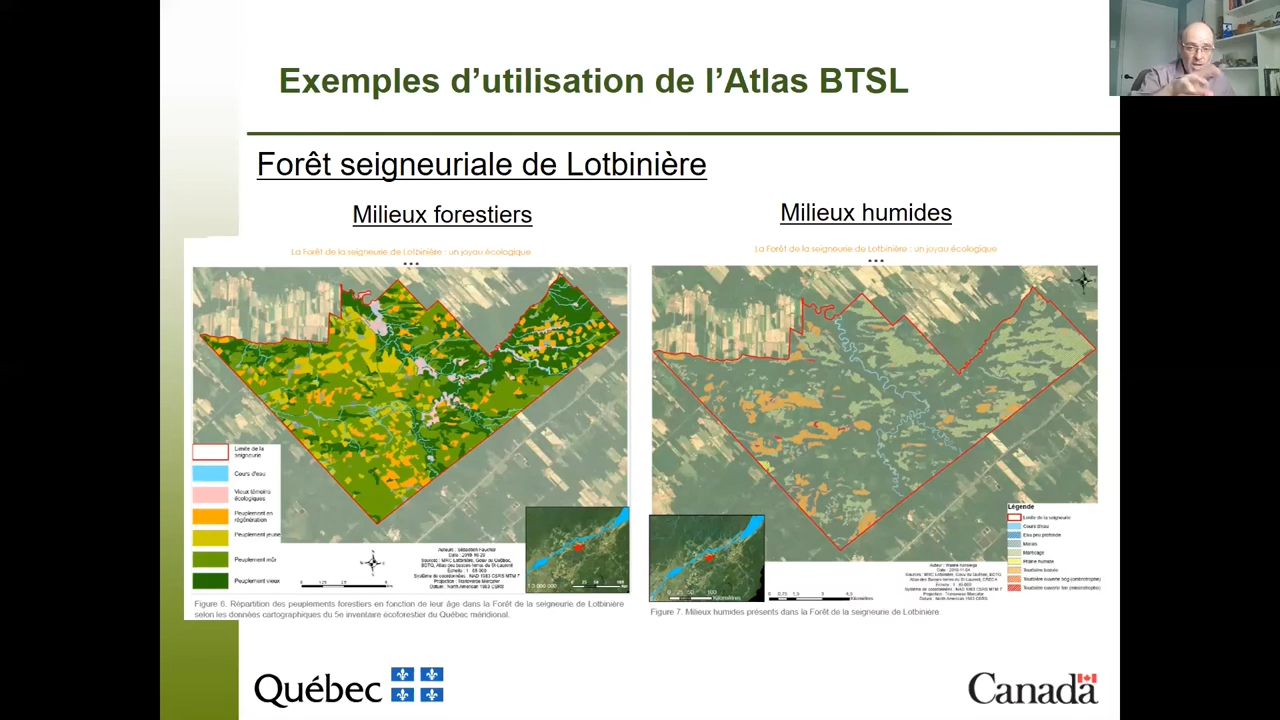 Exemples d'utilisation de l'Atlas BTSL
Forêt seigneuriale de Lotbinière
Milieux forestiers
La Forêt de la seigneurie de Lotbinière : un joyau écologique
Limite de la
seigneurie
Cours d'eau
Vieux témoins
écologiques
Peuplement en
régénération
Peuplement jeune
Peuplement mûr
Peuplement vieux
Figure 6. Répartition des peuplements forestiers en fonction de leur âge dans la Forêt de la seigneurie de Lotbinière
selon les données cartographiques du 5e inventaire écoforestier du Québec méridional.
Milieux humides
La Forêt de la seigneurie de Lotbinière : un joyau écologique
Légende
Limite de la seigneurie
Cours d'eau
Eau peu profonde
Marais
Marécage
Prairie humide
Tourbière boisée
Figure 7. Milieux humides présents dans la Forêt de la seigneurie de Lotbinière.
Québec
Canada